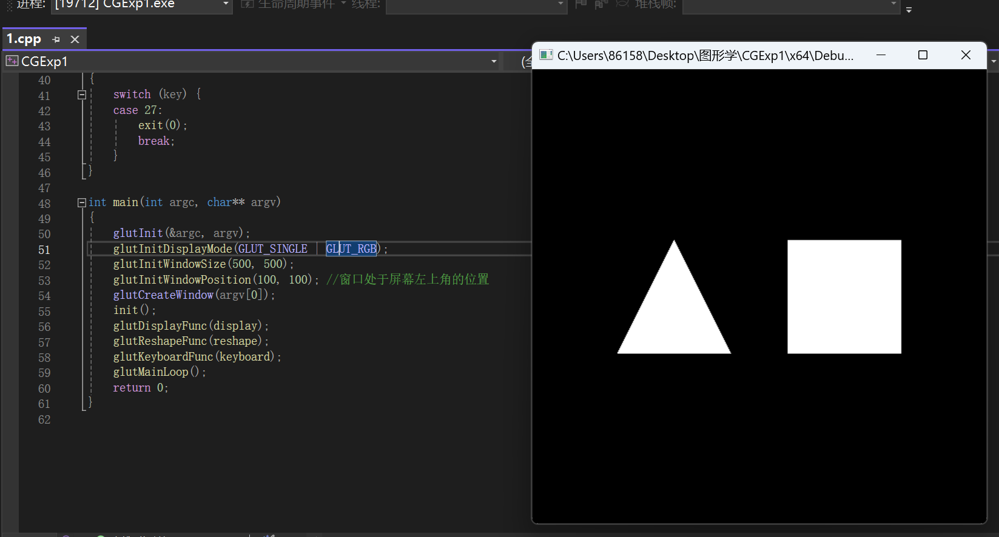 进程: [19712] CGExp1.exe 生命周期事件 线程: 堆栈帧:
1.cpp
CGExp1
C:\Users\86158\Desktop\图形学\CGExp1\x64\Debu...
40 {
41 switch (key) {
42 case 27:
43 exit(0);
44 break;
45 }
46 }
47
48 int main(int argc, char** argv)
49 {
50 glutInit(&argc, argv);
51 glutInitDisplayMode(GLUT_SINGLE | GLUT_RGB);
52 glutInitWindowSize(500, 500);
53 glutInitWindowPosition(100, 100); //窗口处于屏幕左上角的位置
54 glutCreateWindow(argv[0]);
55 init();
56 glutDisplayFunc(display);
57 glutReshapeFunc(reshape);
58 glutKeyboardFunc(keyboard);
59 glutMainLoop();
60 return 0;
61 }
62